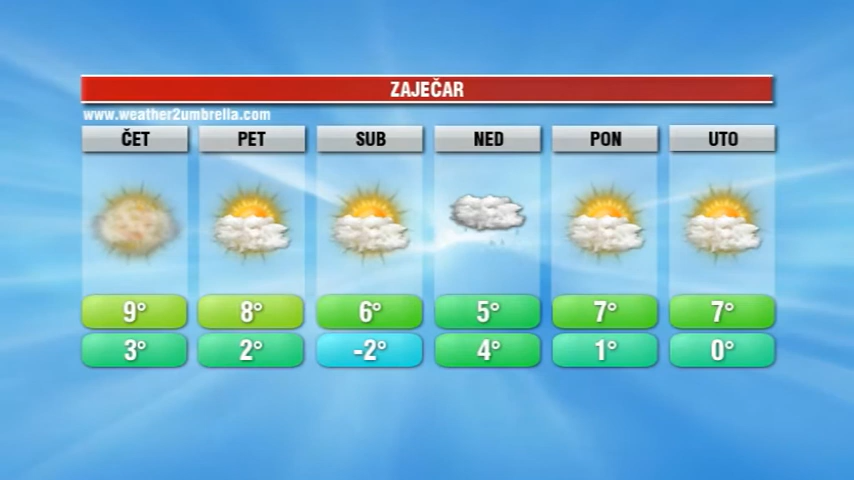 ZAJEČAR
www.weather2umbrella.com
ČET PET SUB NED PON UTO
9° 8° 6° 5° 7° 7°
3° 2° -2° 4° 1° 0°